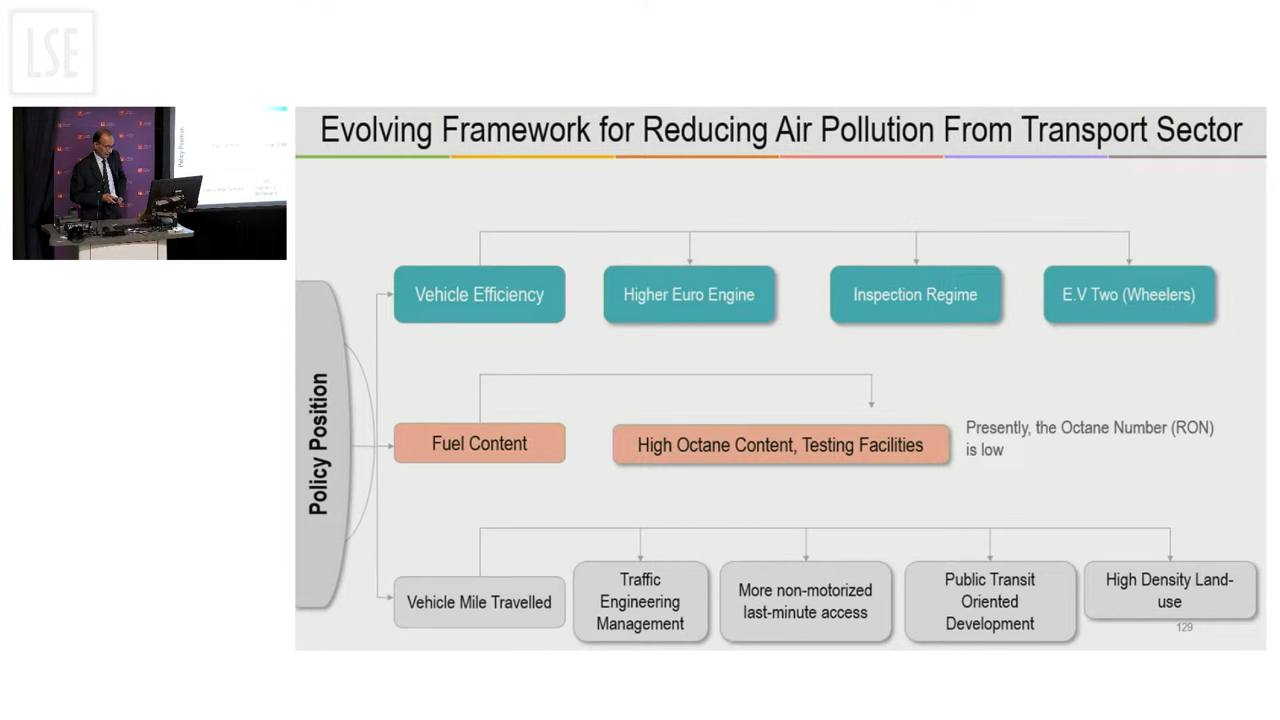 LSE
Evolving Framework for Reducing Air Pollution From Transport Sector
Policy Position
Vehicle Efficiency
Higher Euro Engine
Inspection Regime
E.V Two (Wheelers)
Fuel Content
High Octane Content, Testing Facilities
Presently, the Octane Number (RON)
is low
Vehicle Mile Travelled
Traffic
Engineering
Management
More non-motorized
last-minute access
Public Transit
Oriented
Development
High Density Land-
use
129